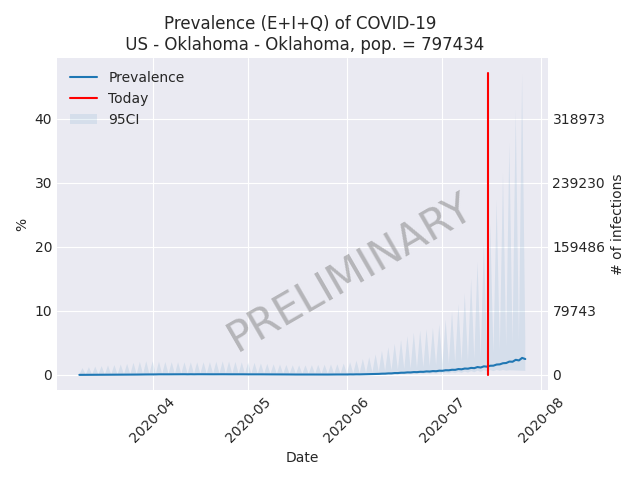 Prevalence (E+I+Q) of COVID-19
US - Oklahoma - Oklahoma, pop. = 797434
Prevalence
Today
95CI
40
30
20
10
0
%
318973
239230
159486
79743
0
# of infections
PRELIMINARY
2020-04
2020-05
2020-06
2020-07
2020-08
Date